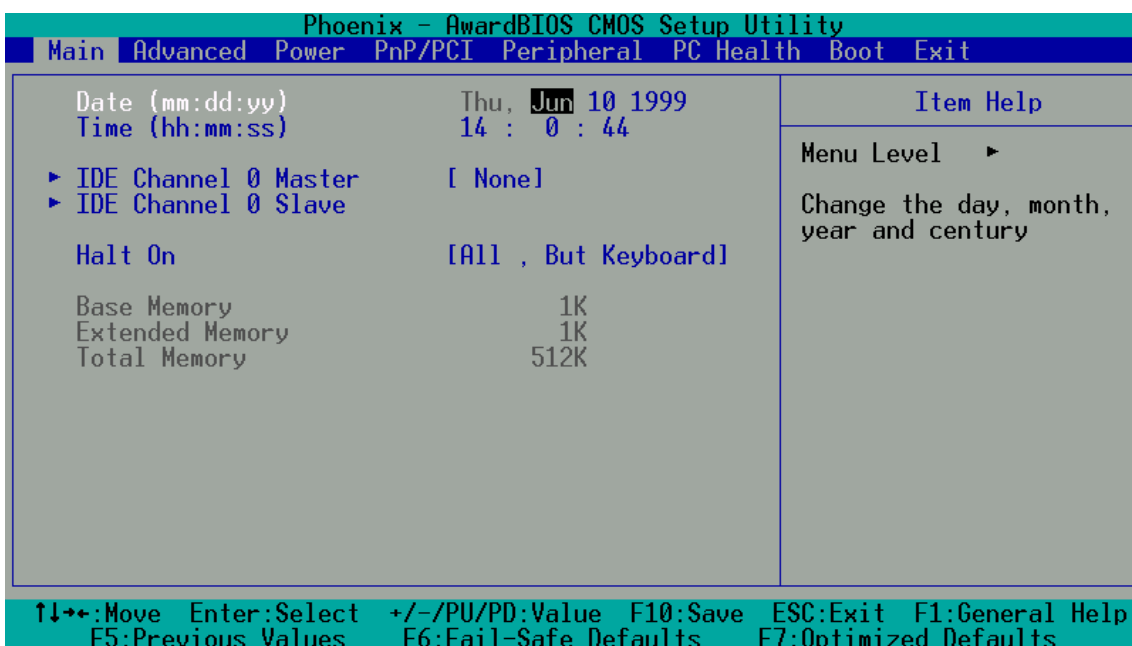 Phoenix - AwardBIOS CMOS Setup Utility
Main Advanced Power PnP/PCI Peripheral PC Health Boot Exit
Date (mm:dd:yy) Thu, Jun 10 1999
Time (hh:mm:ss) 14 : 0 : 44
▸ IDE Channel 0 Master [ None]
▸ IDE Channel 0 Slave
Halt On [All , But Keyboard]
Base Memory 1K
Extended Memory 1K
Total Memory 512K
Item Help
Menu Level ▸
Change the day, month,
year and century
↑↓→←:Move Enter:Select +/-/PU/PD:Value F10:Save ESC:Exit F1:General Help
F5:Previous Values F6:Fail-Safe Defaults F7:Optimized Defaults